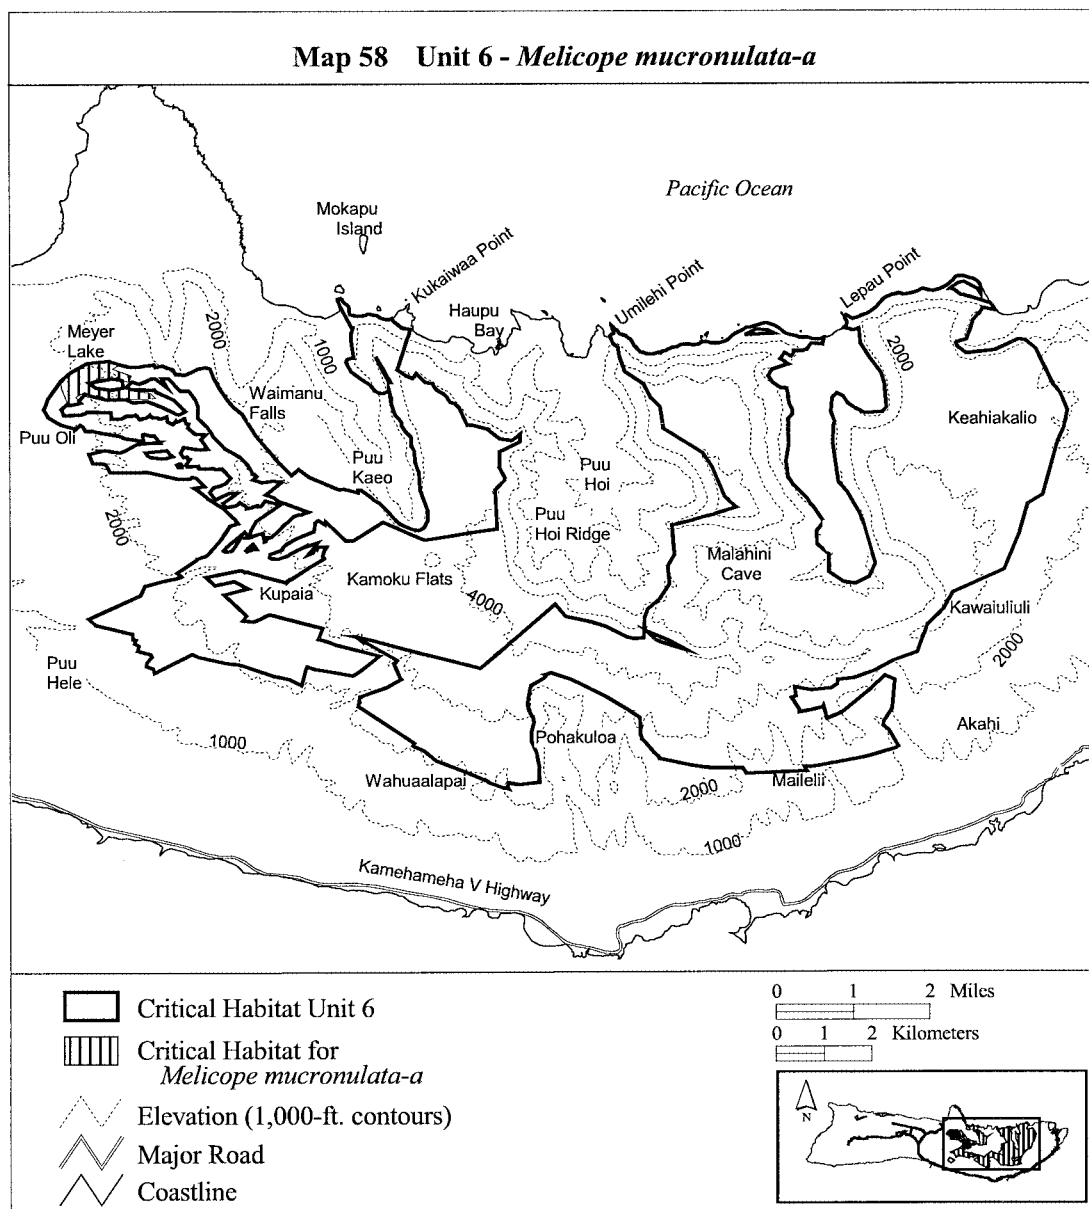 Map 58 Unit 6 - Melicope mucronulata-a
Pacific Ocean
Mokapu
Island
Kukaiwaa Point
Haupu
Bay
Umilehi Point
Lepau Point
Meyer
Lake
2000
1000
2000
Waimanu
Falls
Keahiakalio
Puu Oli
Puu
Kaeo
Puu
Hoi
2000
Puu
Hoi Ridge
Malahini
Cave
Kamoku Flats
Kupaia
4000
Kawaiuliuli
2000
Puu
Hele
Akahi
1000
Pohakuloa
Wahuaalapai
2000
Mailelii
1000
Kamehameha V Highway
Critical Habitat Unit 6
Critical Habitat for
Melicope mucronulata-a
Elevation (1,000-ft. contours)
Major Road
Coastline
0 1 2 Miles
0 1 2 Kilometers
N